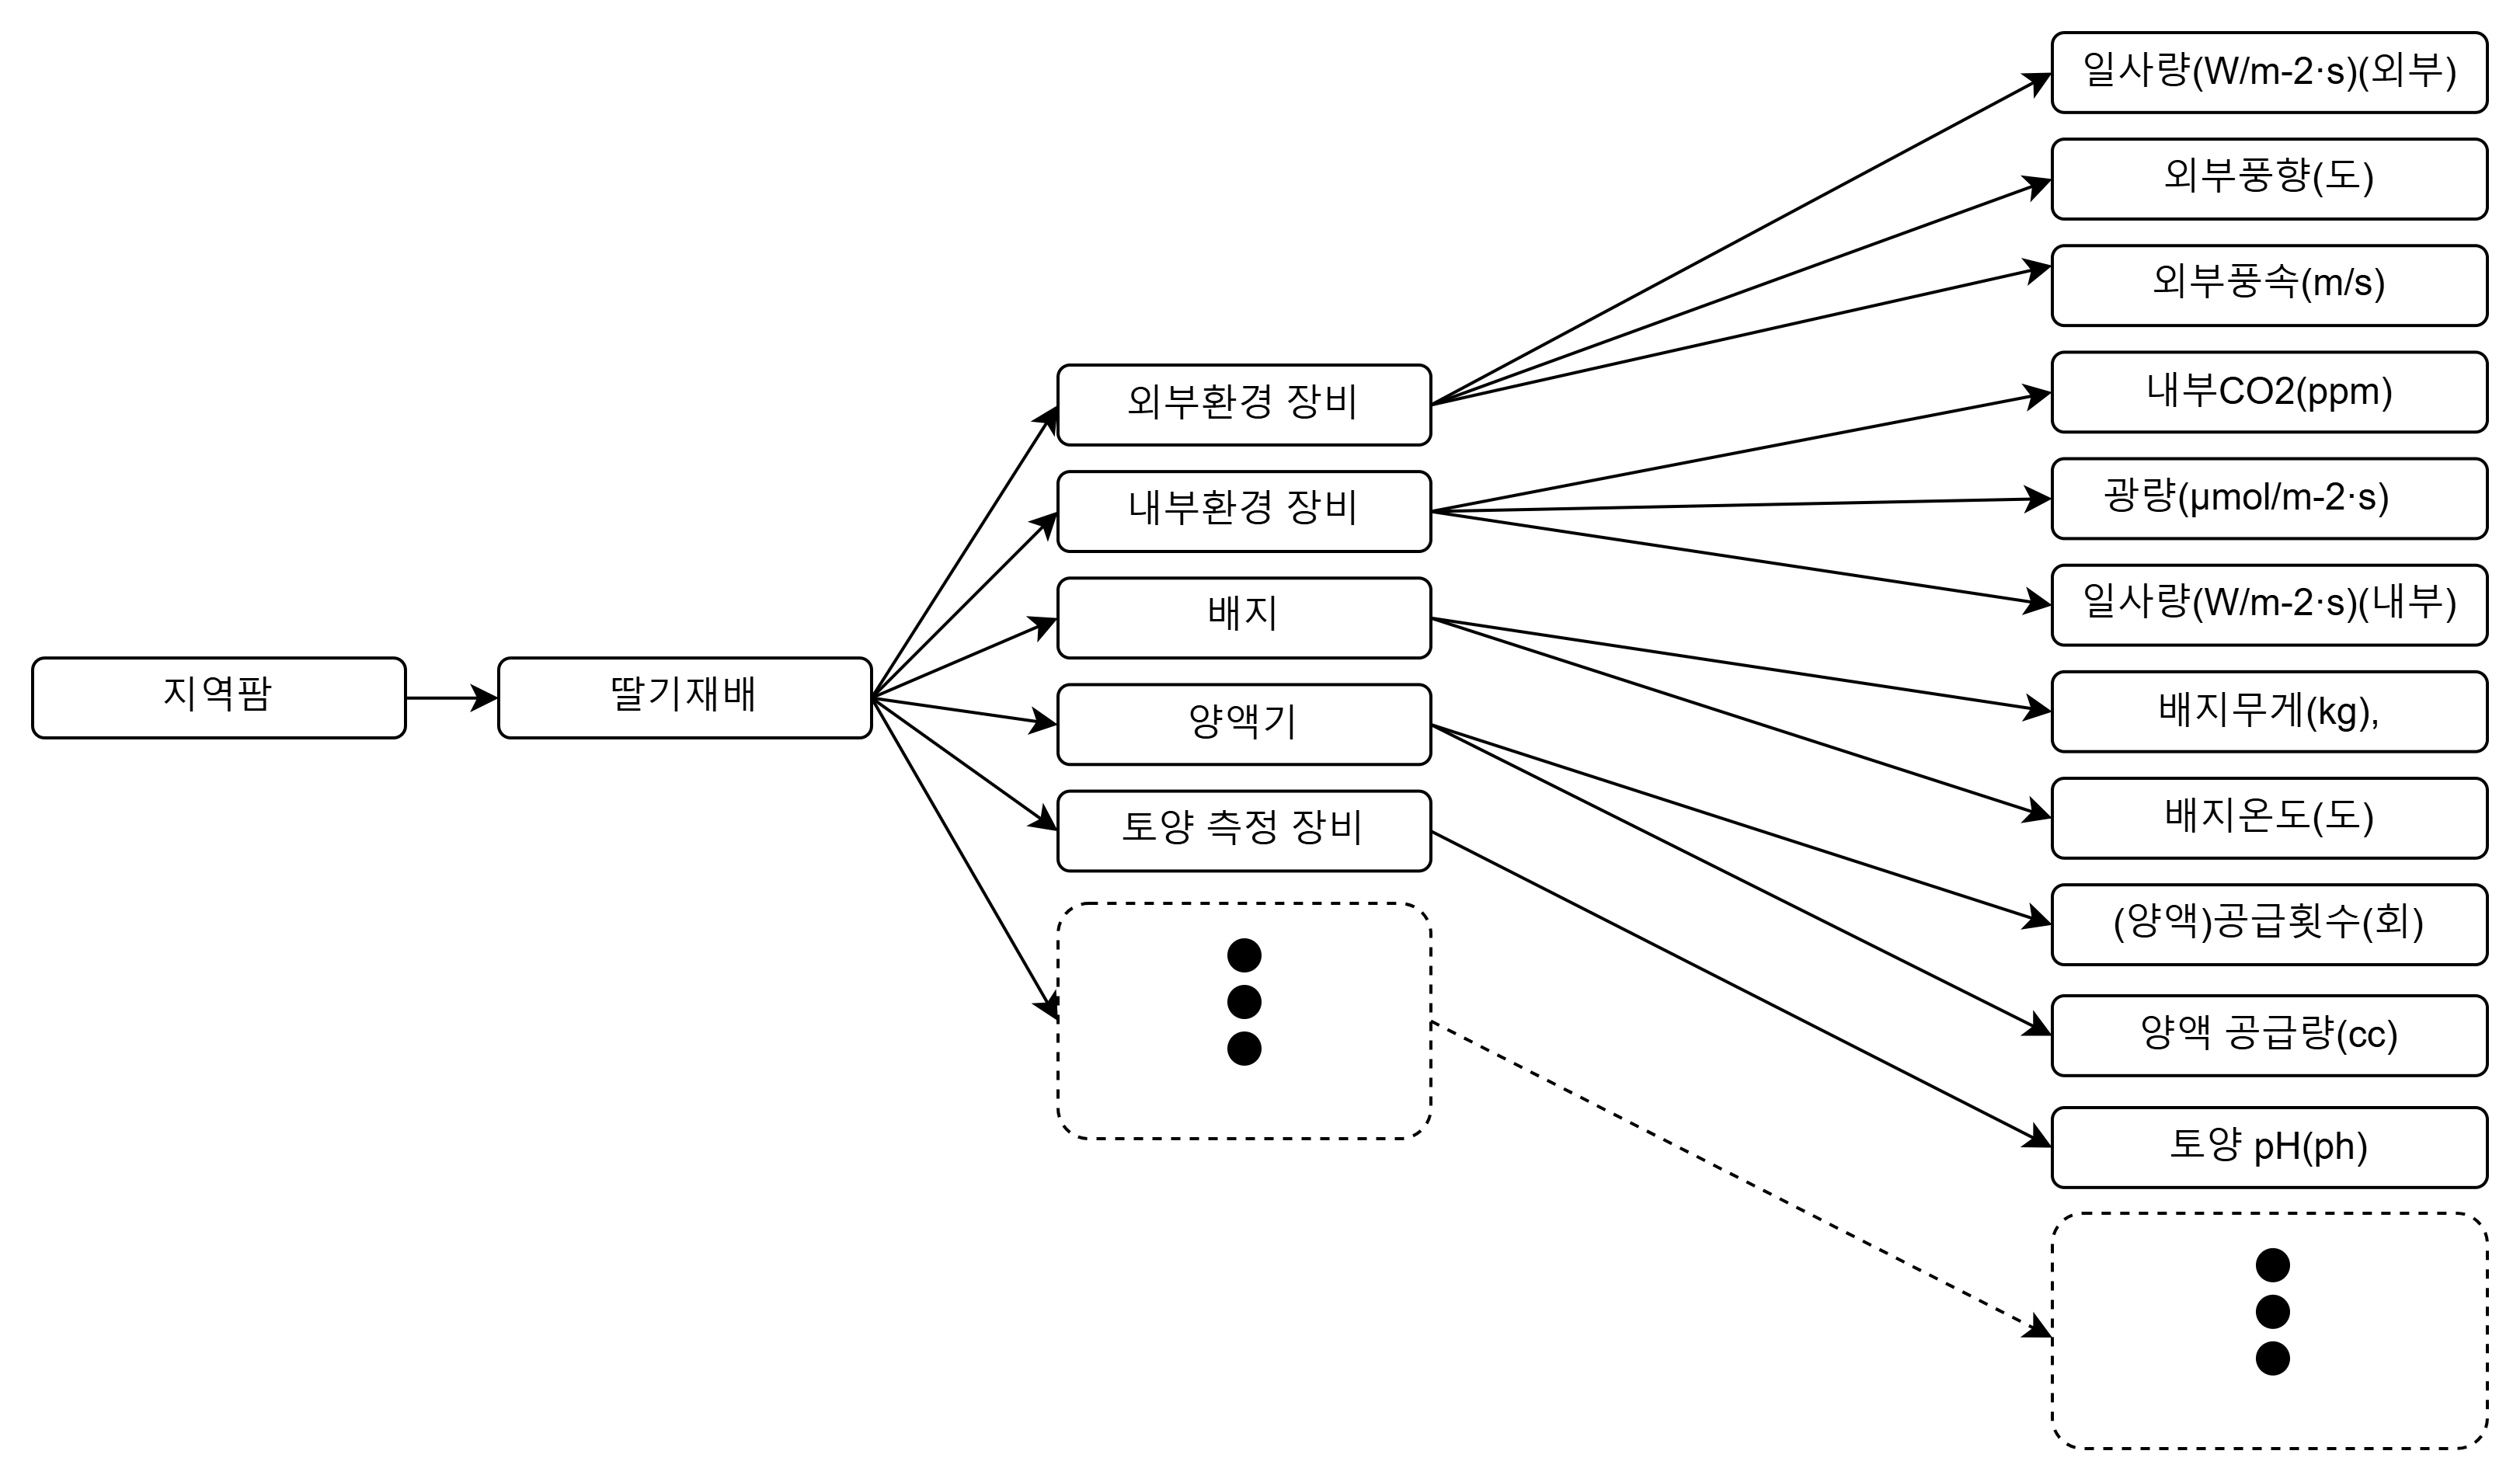 지역팜
딸기재배
외부환경 장비
내부환경 장비
배지
양액기
토양 측정 장비
일사량(W/m-2·s)(외부)
외부풍향(도)
외부풍속(m/s)
내부CO2(ppm)
광량(μmol/m-2·s)
일사량(W/m-2·s)(내부)
배지무게(kg),
배지온도(도)
(양액)공급횟수(회)
양액 공급량(cc)
토양 pH(ph)